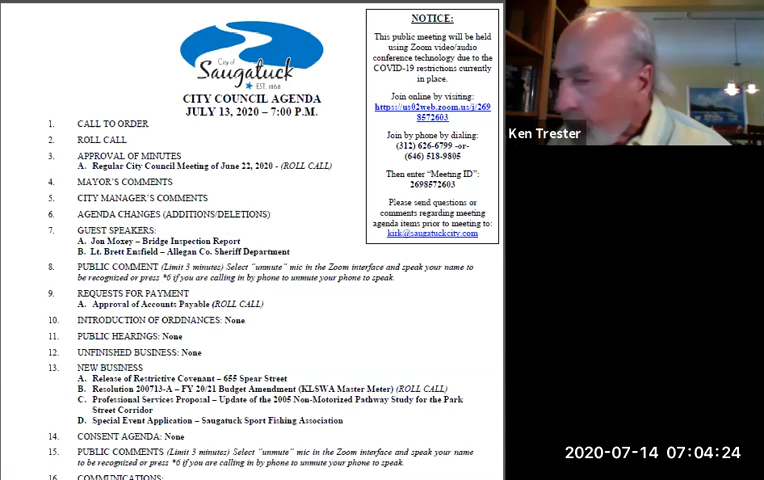 City of
Saugatuck
EST. 1868
CITY COUNCIL AGENDA
JULY 13, 2020 – 7:00 P.M.
1. CALL TO ORDER
2. ROLL CALL
3. APPROVAL OF MINUTES
A. Regular City Council Meeting of June 22, 2020 - (ROLL CALL)
4. MAYOR'S COMMENTS
5. CITY MANAGER'S COMMENTS
6. AGENDA CHANGES (ADDITIONS/DELETIONS)
7. GUEST SPEAKERS:
A. Jon Moxey – Bridge Inspection Report
B. Lt. Brett Ensfield – Allegan Co. Sheriff Department
8. PUBLIC COMMENT (Limit 3 minutes) Select "unmute" mic in the Zoom interface and speak your name to
be recognized or press *6 if you are calling in by phone to unmute your phone to speak.
9. REQUESTS FOR PAYMENT
A. Approval of Accounts Payable (ROLL CALL)
10. INTRODUCTION OF ORDINANCES: None
11. PUBLIC HEARINGS: None
12. UNFINISHED BUSINESS: None
13. NEW BUSINESS
A. Release of Restrictive Covenant – 655 Spear Street
B. Resolution 200713-A – FY 20/21 Budget Amendment (KLSWA Master Meter) (ROLL CALL)
C. Professional Services Proposal – Update of the 2005 Non-Motorized Pathway Study for the Park
Street Corridor
D. Special Event Application – Saugatuck Sport Fishing Association
14. CONSENT AGENDA: None
15. PUBLIC COMMENTS (Limit 3 minutes) Select "unmute" mic in the Zoom interface and speak your name to
be recognized or press *6 if you are calling in by phone to unmute your phone to speak.
16. COMMUNICATIONS:
NOTICE:
This public meeting will be held
using Zoom video/audio
conference technology due to the
COVID-19 restrictions currently
in place.
Join online by visiting:
https://us02web.zoom.us/j/269
8572603
Join by phone by dialing:
(312) 626-6799 -or-
(646) 518-9805
Then enter "Meeting ID":
2698572603
Please send questions or
comments regarding meeting
agenda items prior to meeting to:
kirk@saugatuckcity.com
Ken Trester
2020-07-14 07:04:24